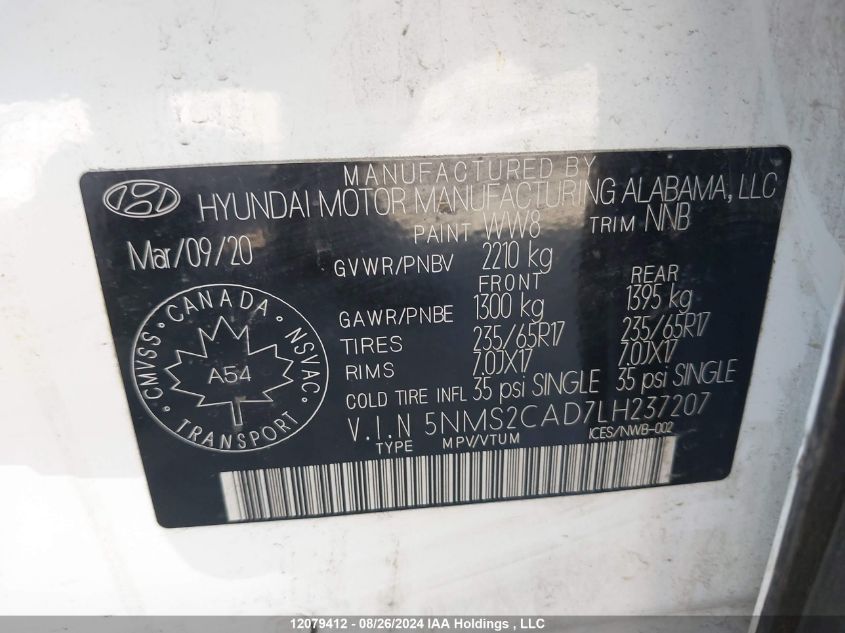 MANUFACTURED BY
HYUNDAI MOTOR MANUFACTURING ALABAMA, LLC
Mar/09/20
PAINT WW8 TRIM NNB
GVWR/PNBV 2210 kg
FRONT REAR
GAWR/PNBE 1300 kg 1395 kg
TIRES 235/65R17 235/65R17
RIMS 7.0JX17 7.0JX17
COLD TIRE INFL 35 psi SINGLE 35 psi SINGLE
V.I.N 5NMS2CAD7LH237207
TYPE MPV/VTUM ICES/NWB-002
CMVSS • CANADA • NSVAC • TRANSPORT •
A54
12079412 - 08/26/2024 IAA Holdings , LLC